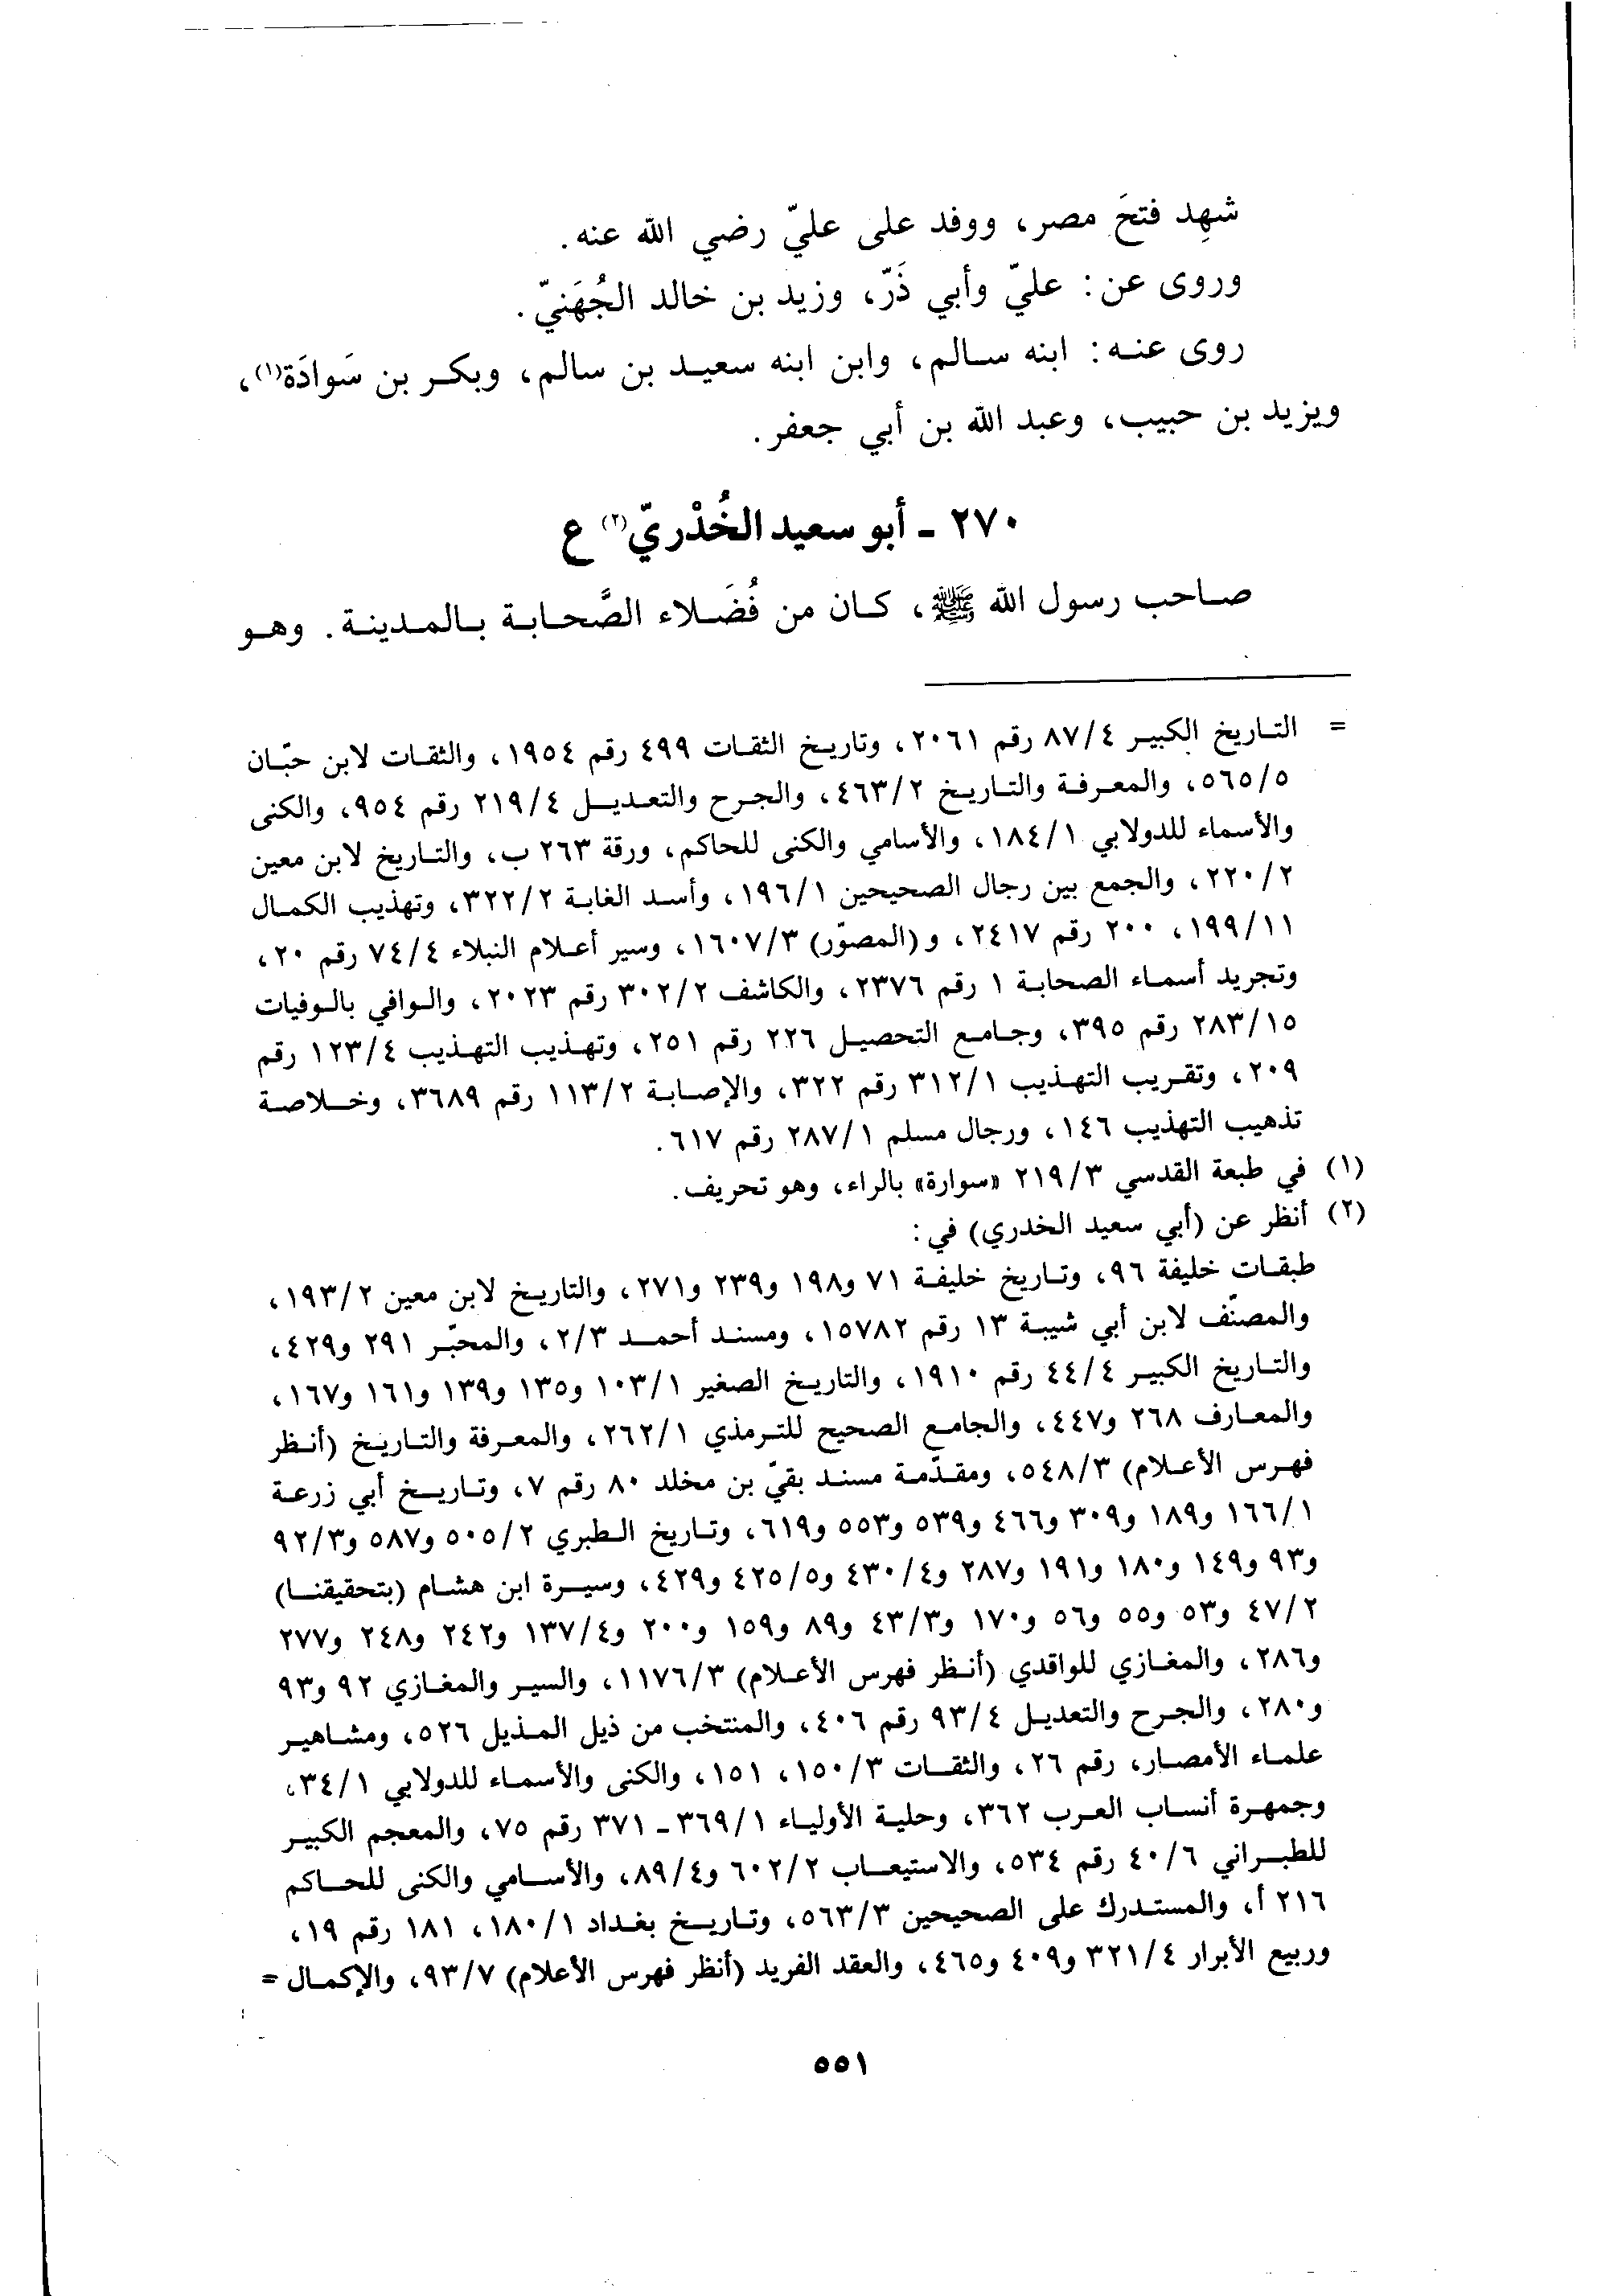 شهِد فتحَ مصر، ووفد على عليّ رضي الله عنه.
وروى عن: عليّ وأبي ذَرّ، وزيد بن خالد الجُهَنيّ.
روى عنه: ابنه سالم، وابن ابنه سعيد بن سالم، وبكر بن سَوادَة(١)،
ويزيد بن حبيب، وعبد الله بن أبي جعفر.
٢٧٠ - أبو سعيد الخُدْريّ(٢) ع
صاحب رسول الله ﷺ، كان من فُضَلاء الصَّحابة بالمدينة. وهو
= التاريخ الكبير ٨٧/٤ رقم ٢٠٦١، وتاريخ الثقات ٤٩٩ رقم ١٩٥٤، والثقات لابن حبّان
٥٦٥/٥، والمعرفة والتاريخ ٤٦٣/٢، والجرح والتعديل ٢١٩/٤ رقم ٩٥٤، والكنى
والأسماء للدولابي ١٨٤/١، والأسامي والكنى للحاكم، ورقة ٢٦٣ ب، والتاريخ لابن معين
٢٢٠/٢، والجمع بين رجال الصحيحين ١٩٦/١، وأسد الغابة ٣٢٢/٢، وتهذيب الكمال
١٩٩/١١، ٢٠٠ رقم ٢٤١٧، و(المصوّر) ١٦٠٧/٣، وسير أعلام النبلاء ٧٤/٤ رقم ٢٠،
وتجريد أسماء الصحابة ١ رقم ٢٣٧٦، والكاشف ٣٠٢/٢ رقم ٢٠٢٣، والوافي بالوفيات
٢٨٣/١٥ رقم ٣٩٥، وجامع التحصيل ٢٢٦ رقم ٢٥١، وتهذيب التهذيب ١٢٣/٤ رقم
٢٠٩، وتقريب التهذيب ٣١٢/١ رقم ٣٢٢، والإصابة ١١٣/٢ رقم ٣٦٨٩، وخلاصة
تذهيب التهذيب ١٤٦، ورجال مسلم ٢٨٧/١ رقم ٦١٧.
(١) في طبعة القدسي ٢١٩/٣ «سوارة» بالراء، وهو تحريف.
(٢) أنظر عن (أبي سعيد الخدري) في:
طبقات خليفة ٩٦، وتاريخ خليفة ٧١ و١٩٨ و٢٣٩ و٢٧١، والتاريخ لابن معين ١٩٣/٢،
والمصنّف لابن أبي شيبة ١٣ رقم ١٥٧٨٢، ومسند أحمد ٢/٣، والمحبّر ٢٩١ و٤٢٩،
والتاريخ الكبير ٤٤/٤ رقم ١٩١٠، والتاريخ الصغير ١٠٣/١ و١٣٥ و١٣٩ و١٦١ و١٦٧،
والمعارف ٢٦٨ و٤٤٧، والجامع الصحيح للترمذي ٢٦٢/١، والمعرفة والتاريخ (أنظر
فهرس الأعلام) ٥٤٨/٣، ومقدّمة مسند بقيّ بن مخلد ٨٠ رقم ٧، وتاريخ أبي زرعة
١٦٦/١ و١٨٩ و٣٠٩ و٤٦٦ و٥٣٩ و٥٥٣ و٦١٩، وتاريخ الطبري ٥٠٥/٢ و٥٨٧ و٩٢/٣
و٩٣ و١٤٩ و١٨٠ و١٩١ و٢٨٧ و٤٣٠/٤ و٤٢٥/٥ و٤٢٩، وسيرة ابن هشام (بتحقيقنا)
٤٧/٢ و٥٣ و٥٥ و٥٦ و١٧٠ و٤٣/٣ و٨٩ و١٥٩ و٢٠٠ و١٣٧/٤ و٢٤٢ و٢٤٨ و٢٧٧
و٢٨٦، والمغازي للواقدي (أنظر فهرس الأعلام) ١١٧٦/٣، والسير والمغازي ٩٢ و٩٣
و٢٨٠، والجرح والتعديل ٩٣/٤ رقم ٤٠٦، والمنتخب من ذيل المذيل ٥٢٦، ومشاهير
علماء الأمصار، رقم ٢٦، والثقات ١٥٠/٣، ١٥١، والكنى والأسماء للدولابي ٣٤/١،
وجمهرة أنساب العرب ٣٦٢، وحلية الأولياء ٣٦٩/١ - ٣٧١ رقم ٧٥، والمعجم الكبير
للطبراني ٤٠/٦ رقم ٥٣٤، والاستيعاب ٦٠٢/٢ و٨٩/٤، والأسامي والكنى للحاكم
٢١٦ أ، والمستدرك على الصحيحين ٥٦٣/٣، وتاريخ بغداد ١٨٠/١، ١٨١ رقم ١٩،
وربيع الأبرار ٣٢١/٤ و٤٠٩ و٤٦٥، والعقد الفريد (أنظر فهرس الأعلام) ٩٣/٧، والإكمال =
٥٥١